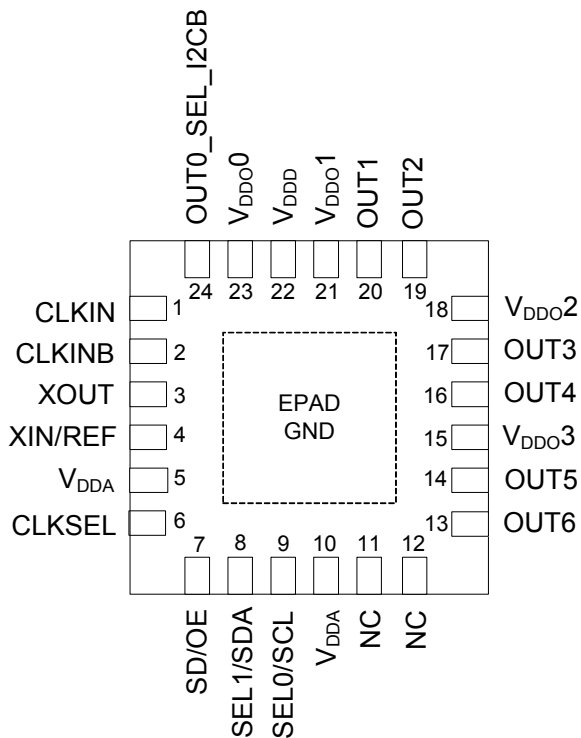 OUT0_SEL_I2CB
VDDO0
VDDD
VDDO1
OUT1
OUT2
24
23
22
21
20
19
CLKIN
1
CLKINB
2
XOUT
3
XIN/REF
4
VDDA
5
CLKSEL
6
EPAD
GND
18
VDDO2
17
OUT3
16
OUT4
15
VDDO3
14
OUT5
13
OUT6
7
8
9
10
11
12
SD/OE
SEL1/SDA
SEL0/SCL
VDDA
NC
NC